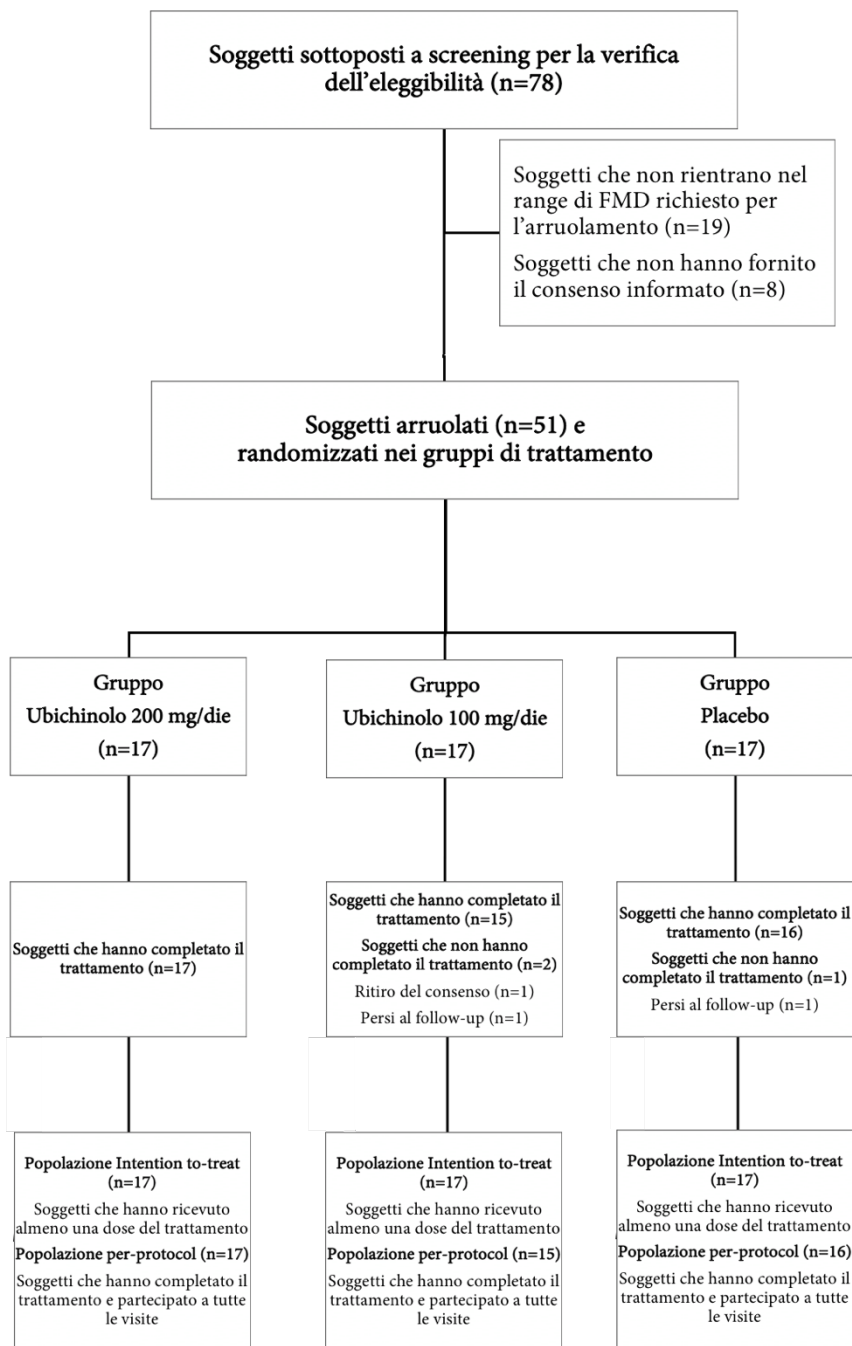 Soggetti sottoposti a screening per la verifica
dell'eleggibilità (n=78)
Soggetti che non rientrano nel
range di FMD richiesto per
l'arruolamento (n=19)
Soggetti che non hanno fornito
il consenso informato (n=8)
Soggetti arruolati (n=51) e
randomizzati nei gruppi di trattamento
Gruppo
Ubichinolo 200 mg/die
(n=17)
Gruppo
Ubichinolo 100 mg/die
(n=17)
Gruppo
Placebo
(n=17)
Soggetti che hanno completato il
trattamento (n=17)
Soggetti che hanno completato il
trattamento (n=15)
Soggetti che non hanno
completato il trattamento (n=2)
Ritiro del consenso (n=1)
Persi al follow-up (n=1)
Soggetti che hanno completato il
trattamento (n=16)
Soggetti che non hanno
completato il trattamento (n=1)
Persi al follow-up (n=1)
Popolazione Intention to-treat
(n=17)
Soggetti che hanno ricevuto
almeno una dose del trattamento
Popolazione per-protocol (n=17)
Soggetti che hanno completato il
trattamento e partecipato a tutte
le visite
Popolazione Intention to-treat
(n=17)
Soggetti che hanno ricevuto
almeno una dose del trattamento
Popolazione per-protocol (n=15)
Soggetti che hanno completato il
trattamento e partecipato a tutte
le visite
Popolazione Intention to-treat
(n=17)
Soggetti che hanno ricevuto
almeno una dose del trattamento
Popolazione per-protocol (n=16)
Soggetti che hanno completato il
trattamento e partecipato a tutte
le visite